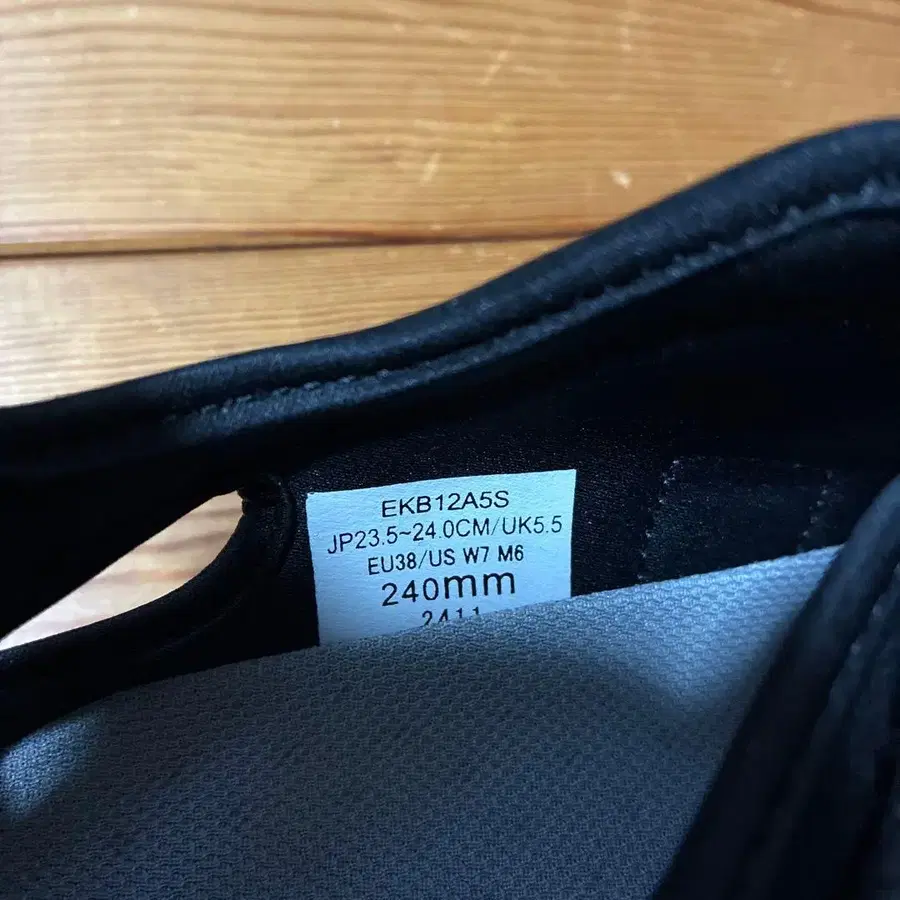 EKB12A5S
JP23.5~24.0CM/UK5.5
EU38/US W7 M6
240mm
2411